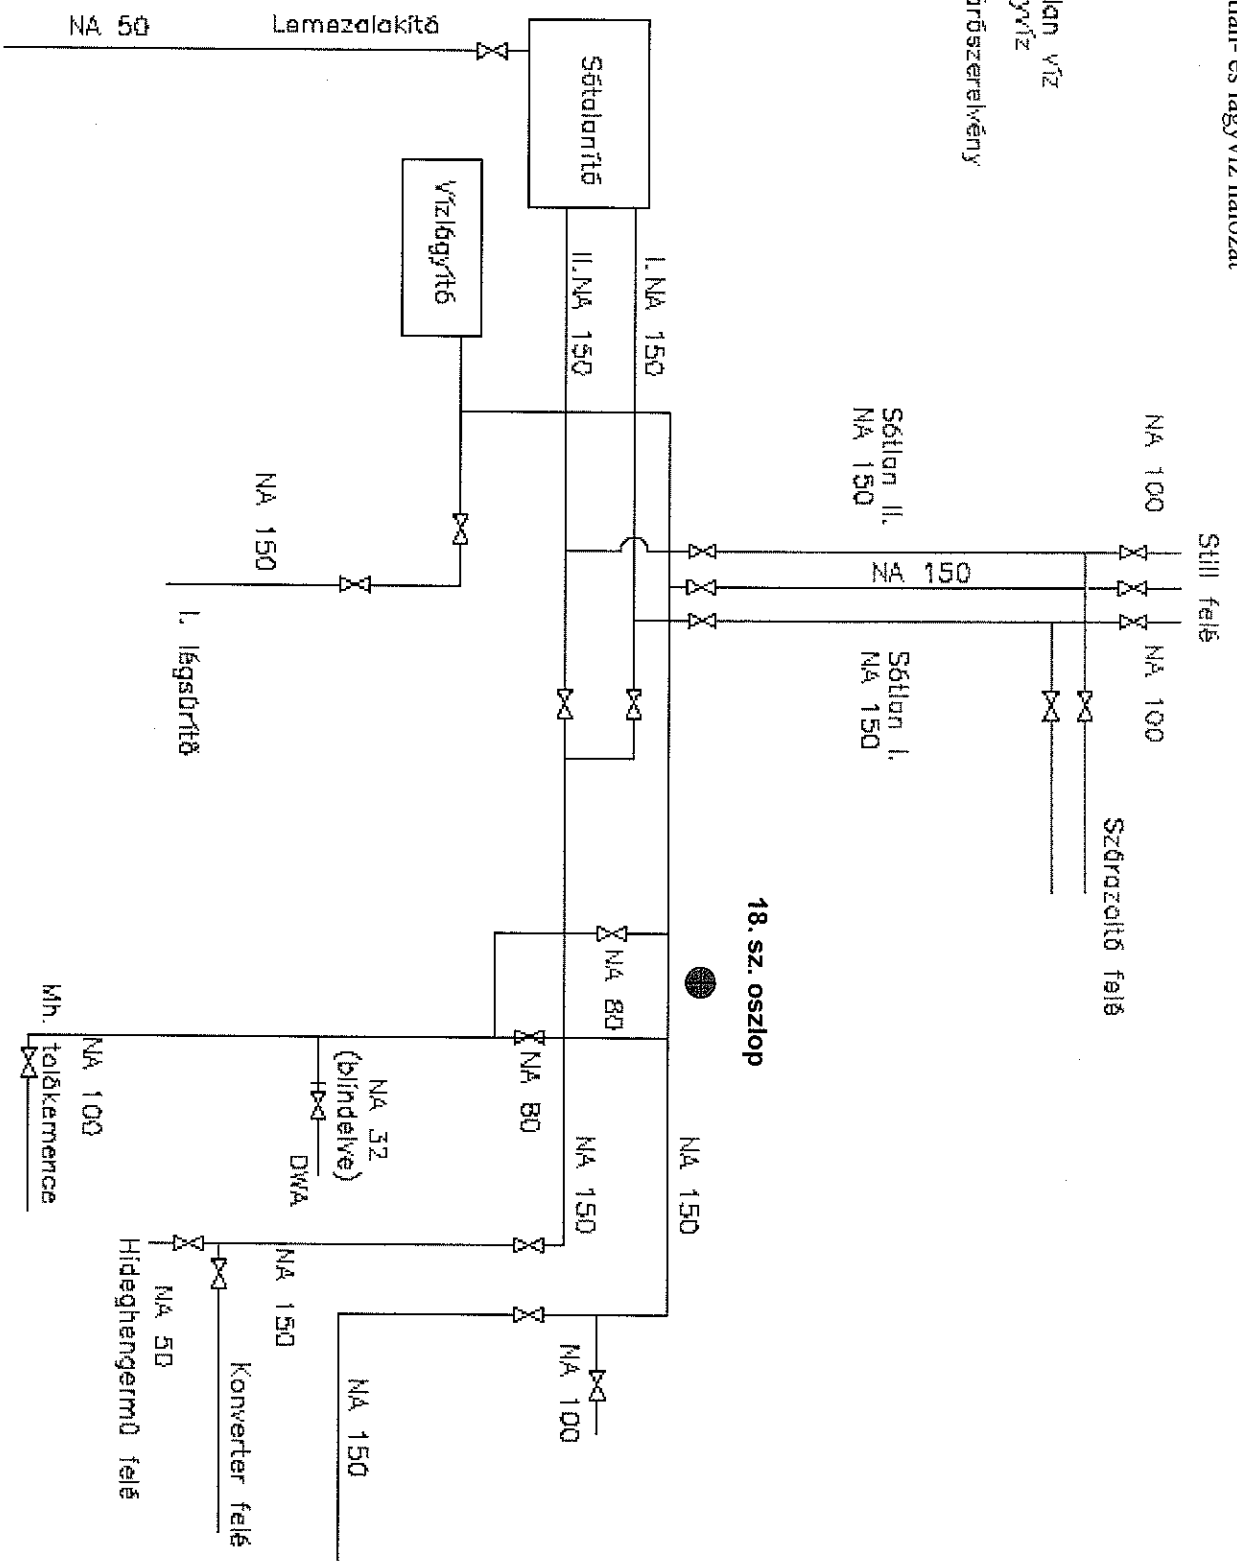 NA 50
Lemezalakító
Sótalanító
Vízlágyító
I. NA 150
II. NA 150
NA 150
I. légsűrítő
Sótlan II.
NA 150
NA 100
Still felé
NA 150
NA 100
Sótlan I.
NA 150
Szárazoltó felé
18. sz. oszlop
NA 80
NA 80
NA 100
Mh. tolókemence
NA 32
(blindelve)
DWA
NA 150
NA 150
NA 150
NA 50
Hideghengermű felé
Konverter felé
NA 100
NA 150